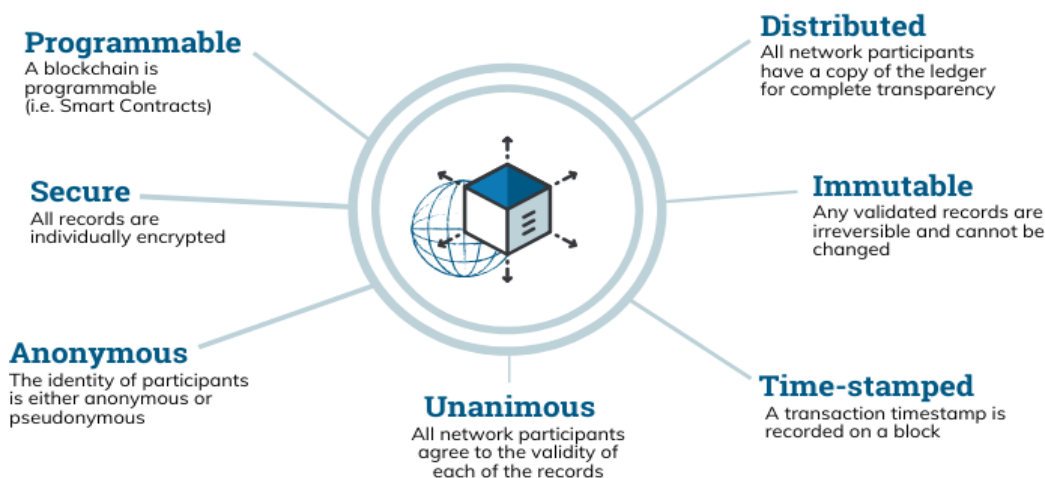 Programmable
A blockchain is
programmable
(i.e. Smart Contracts)
Secure
All records are
individually encrypted
Anonymous
The identity of participants
is either anonymous or
pseudonymous
Unanimous
All network participants
agree to the validity of
each of the records
Distributed
All network participants
have a copy of the ledger
for complete transparency
Immutable
Any validated records are
irreversible and cannot be
changed
Time-stamped
A transaction timestamp is
recorded on a block